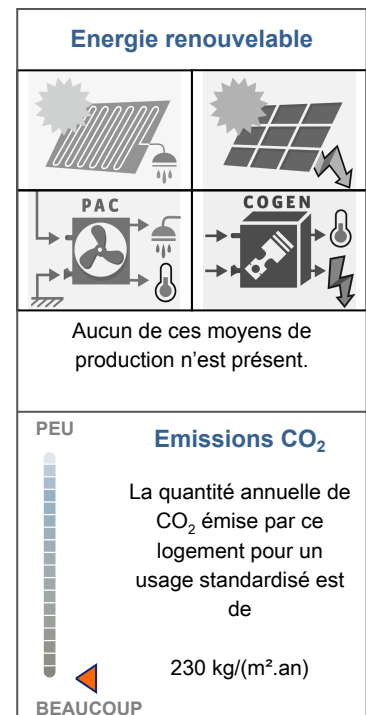 Energie renouvelable
PAC
COGEN
Aucun de ces moyens de
production n'est présent.
PEU
Emissions CO₂
La quantité annuelle de
CO₂ émise par ce
logement pour un
usage standardisé est
de
230 kg/(m².an)
BEAUCOUP